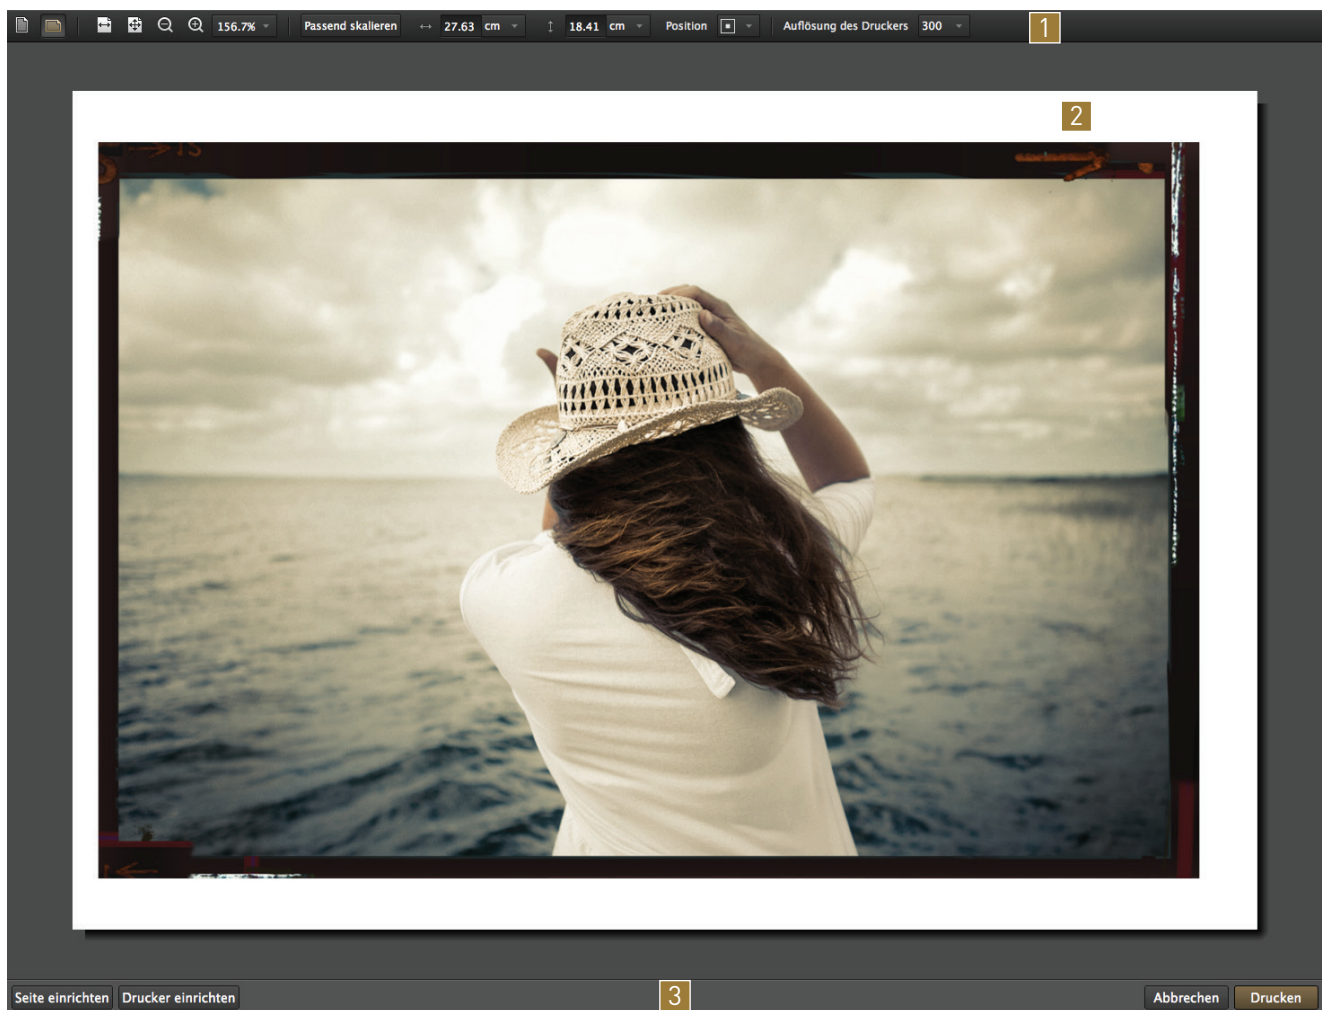 156.7% Passend skalieren 27.63 cm 18.41 cm Position Auflösung des Druckers 300 1
2
Seite einrichten Drucker einrichten 3 Abbrechen Drucken